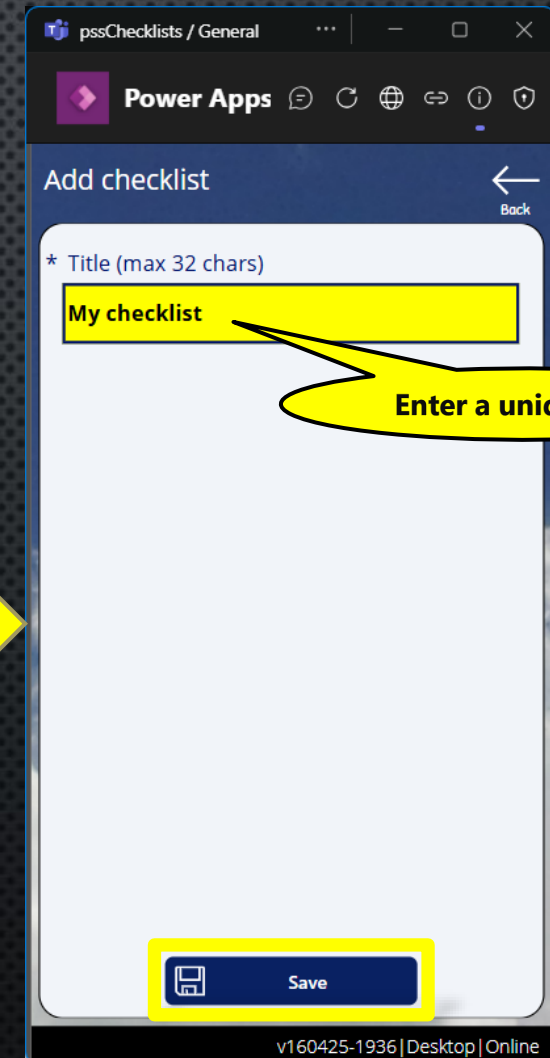 pssChecklists / General
Power Apps
Add checklist
Back
* Title (max 32 chars)
My checklist
Enter a
Save
v160425-1936|Desktop|Online